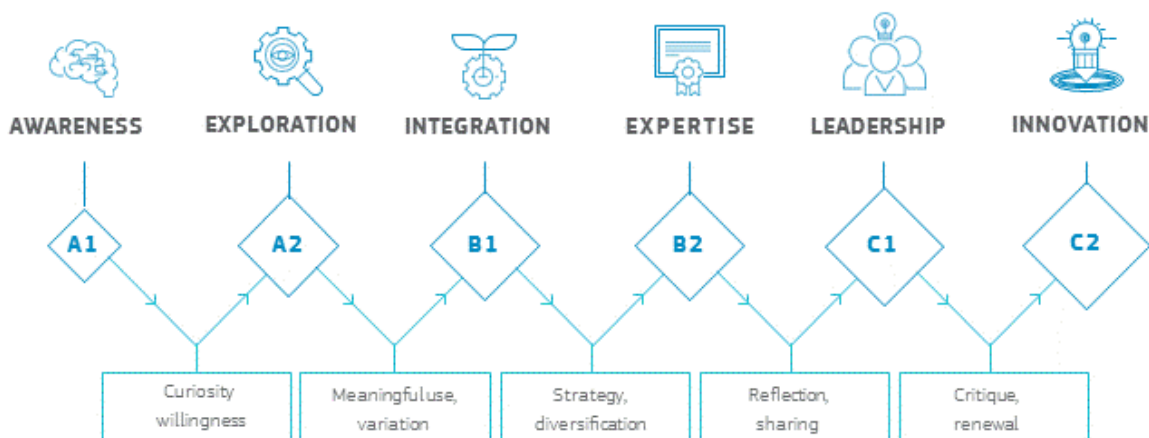 AWARENESS EXPLORATION INTEGRATION EXPERTISE LEADERSHIP INNOVATION
A1 A2 B1 B2 C1 C2
Curiosity Meaningful use, Strategy, Reflection, Critique,
willingness variation diversification sharing renewal